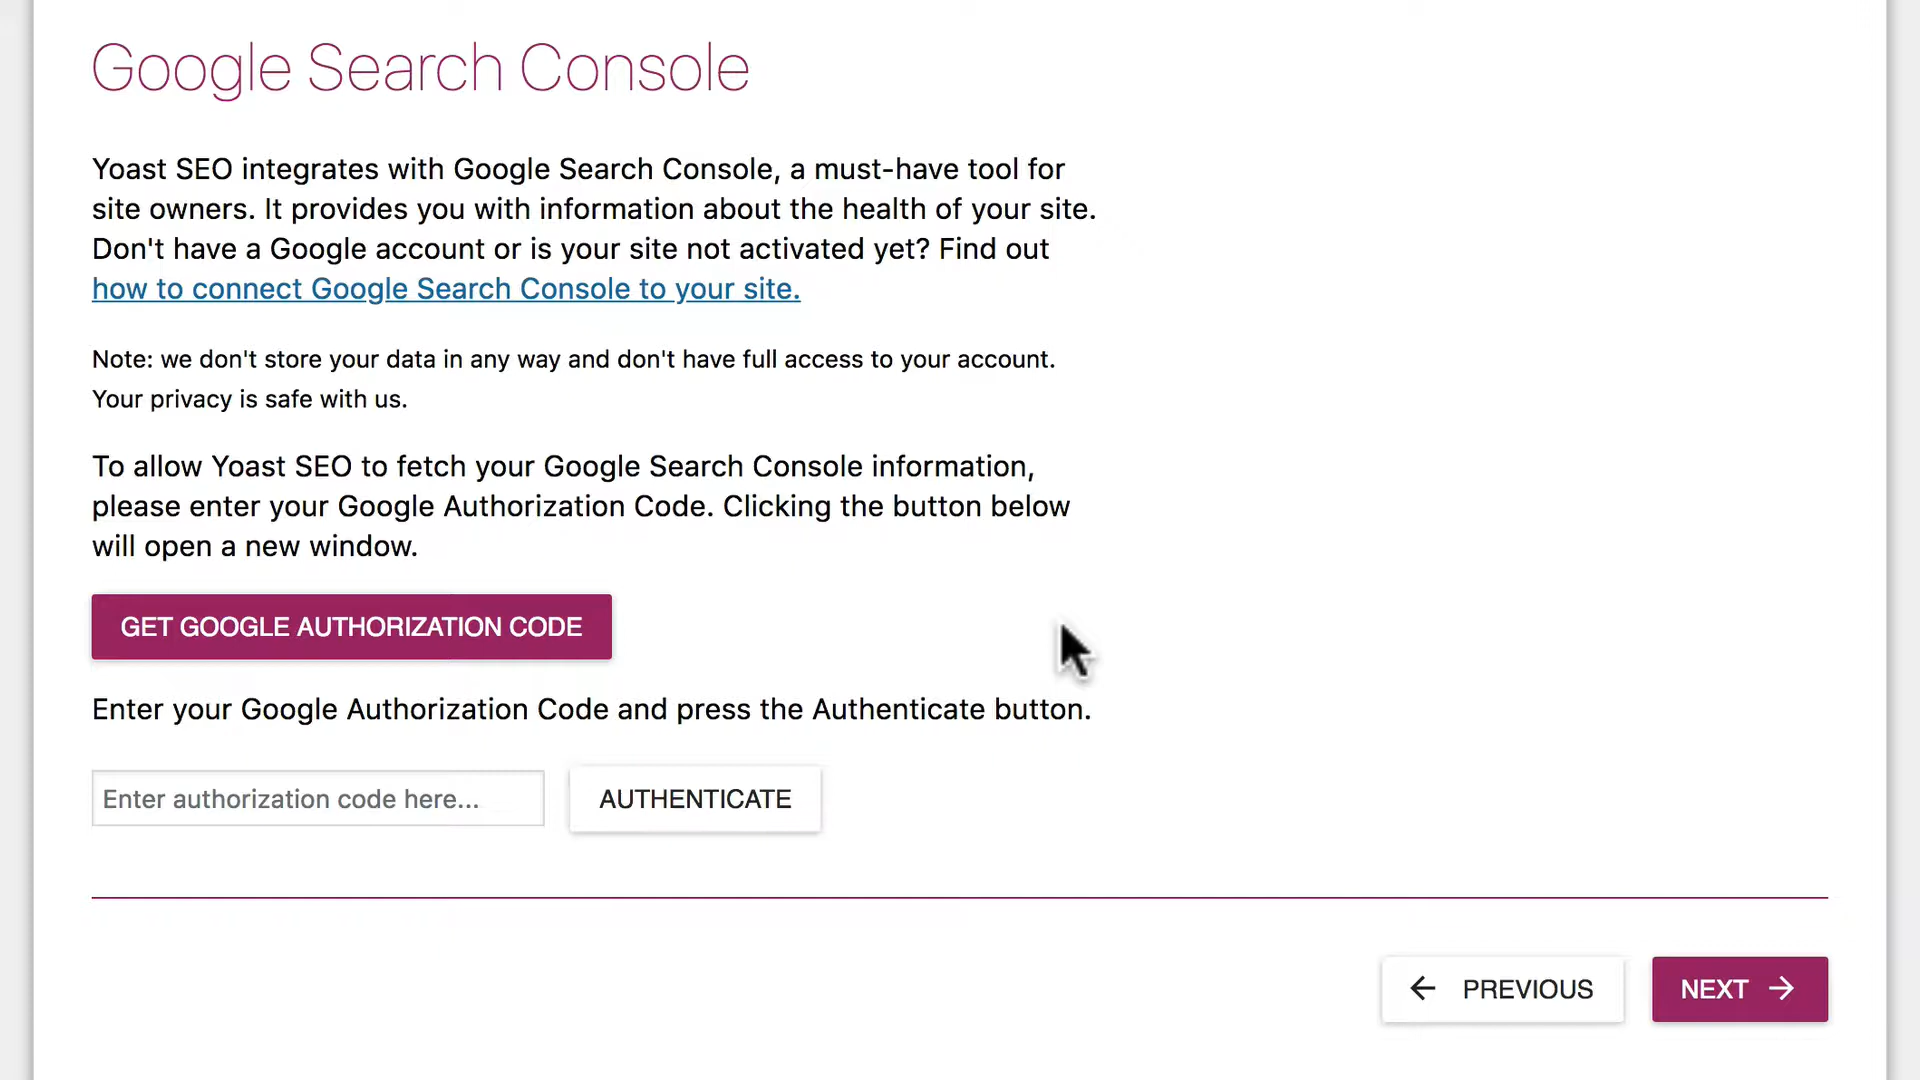 Google Search Console
Yoast SEO integrates with Google Search Console, a must-have tool for
site owners. It provides you with information about the health of your site.
Don't have a Google account or is your site not activated yet? Find out
how to connect Google Search Console to your site.
Note: we don't store your data in any way and don't have full access to your account.
Your privacy is safe with us.
To allow Yoast SEO to fetch your Google Search Console information,
please enter your Google Authorization Code. Clicking the button below
will open a new window.
GET GOOGLE AUTHORIZATION CODE
Enter your Google Authorization Code and press the Authenticate button.
Enter authorization code here... AUTHENTICATE
← PREVIOUS NEXT →